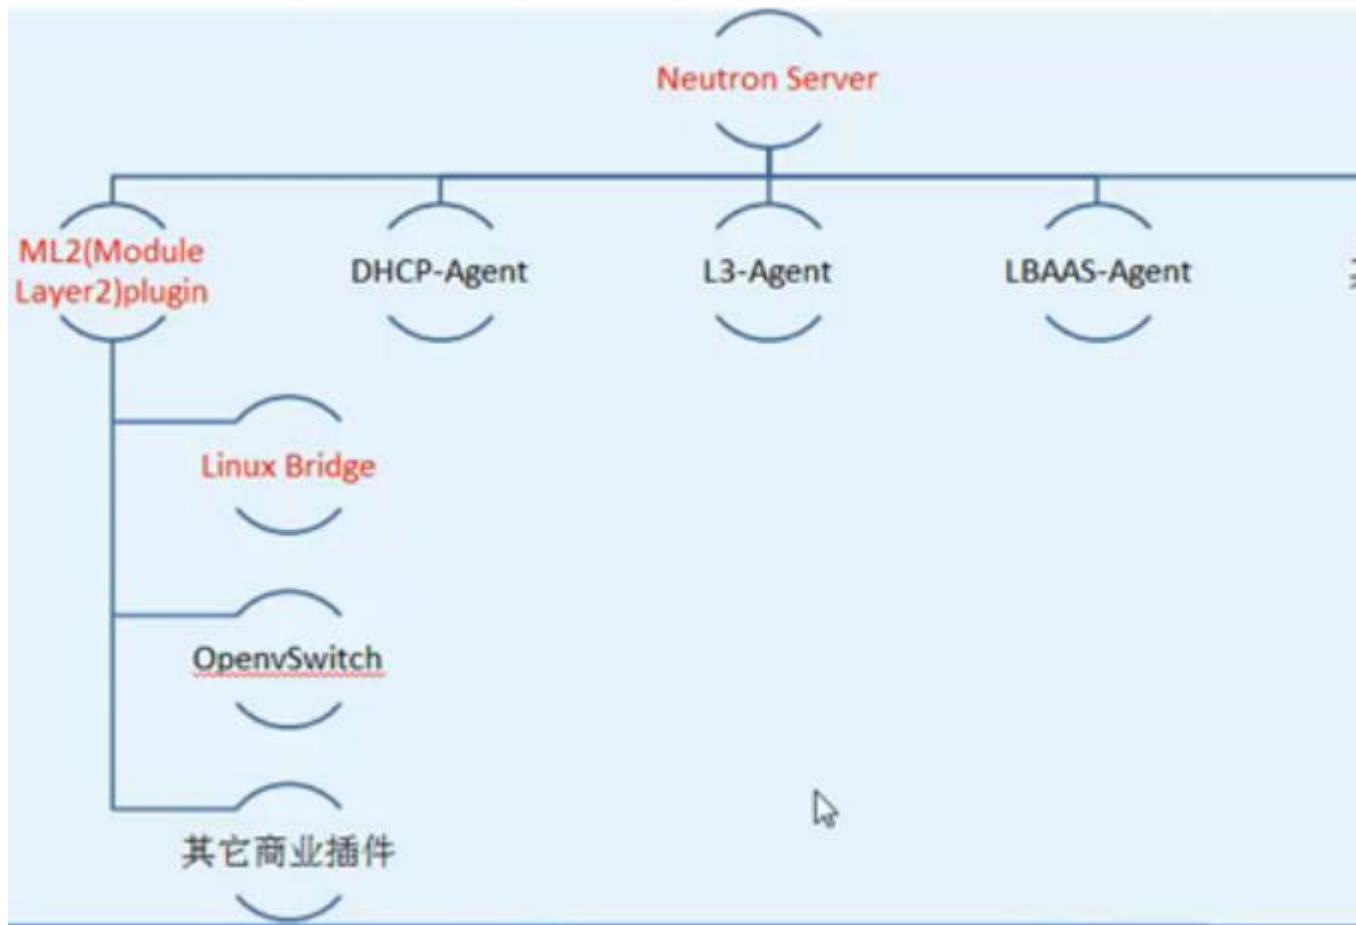 Neutron Server
ML2(Module
Layer2)plugin
DHCP-Agent
L3-Agent
LBAAS-Agent
Linux Bridge
OpenvSwitch
其它商业插件